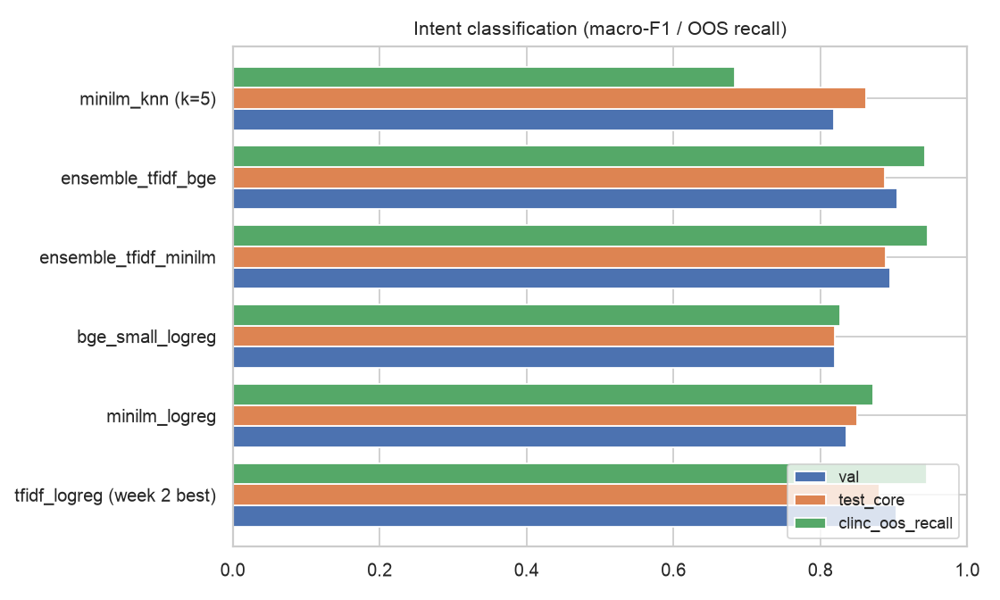 Intent classification (macro-F1 / OOS recall)
minilm_knn (k=5)
ensemble_tfidf_bge
ensemble_tfidf_minilm
bge_small_logreg
minilm_logreg
tfidf_logreg (week 2 best)
val
test_core
clinc_oos_recall
0.0 0.2 0.4 0.6 0.8 1.0